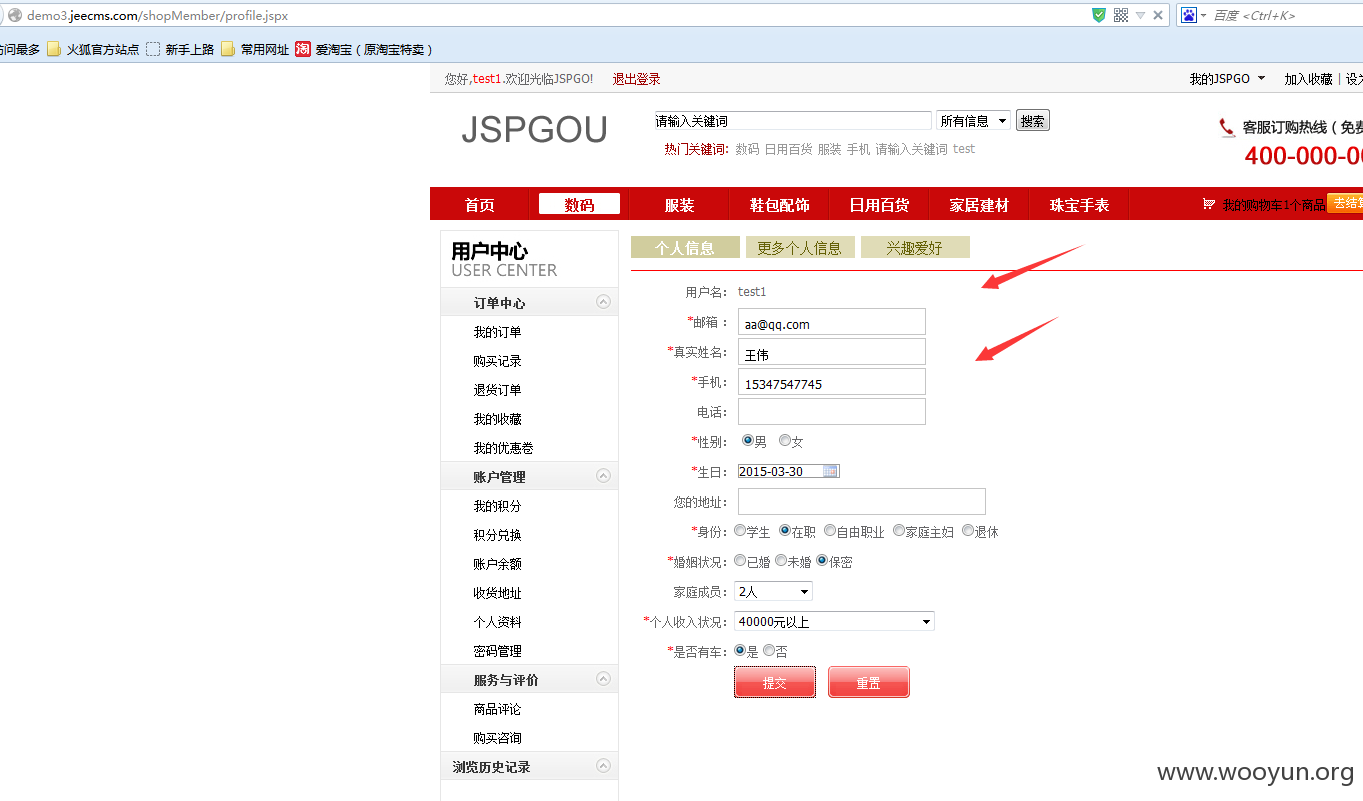 demo3.jeecms.com/shopMember/profile.jspx
百度 <Ctrl+K>
问最多 火狐官方站点 新手上路 常用网址 淘 爱淘宝（原淘宝特卖）
您好,test1.欢迎光临JSPGO! 退出登录 我的JSPGO 加入收藏 | 设为
JSPGOU
请输入关键词 所有信息 搜索
热门关键词: 数码 日用百货 服装 手机 请输入关键词 test
客服订购热线（免费
400-000-00
首页 数码 服装 鞋包配饰 日用百货 家居建材 珠宝手表 我的购物车1个商品 去结算
用户中心
USER CENTER
订单中心
我的订单
购买记录
退货订单
我的收藏
我的优惠卷
账户管理
我的积分
积分兑换
账户余额
收货地址
个人资料
密码管理
服务与评价
商品评论
购买咨询
浏览历史记录
个人信息 更多个人信息 兴趣爱好
用户名: test1
*邮箱: aa@qq.com
*真实姓名: 王伟
*手机: 15347547745
电话:
*性别: 男 女
*生日: 2015-03-30
您的地址:
*身份: 学生 在职 自由职业 家庭主妇 退休
*婚姻状况: 已婚 未婚 保密
家庭成员: 2人
*个人收入状况: 40000元以上
*是否有车: 是 否
提交 重置
www.wooyun.org